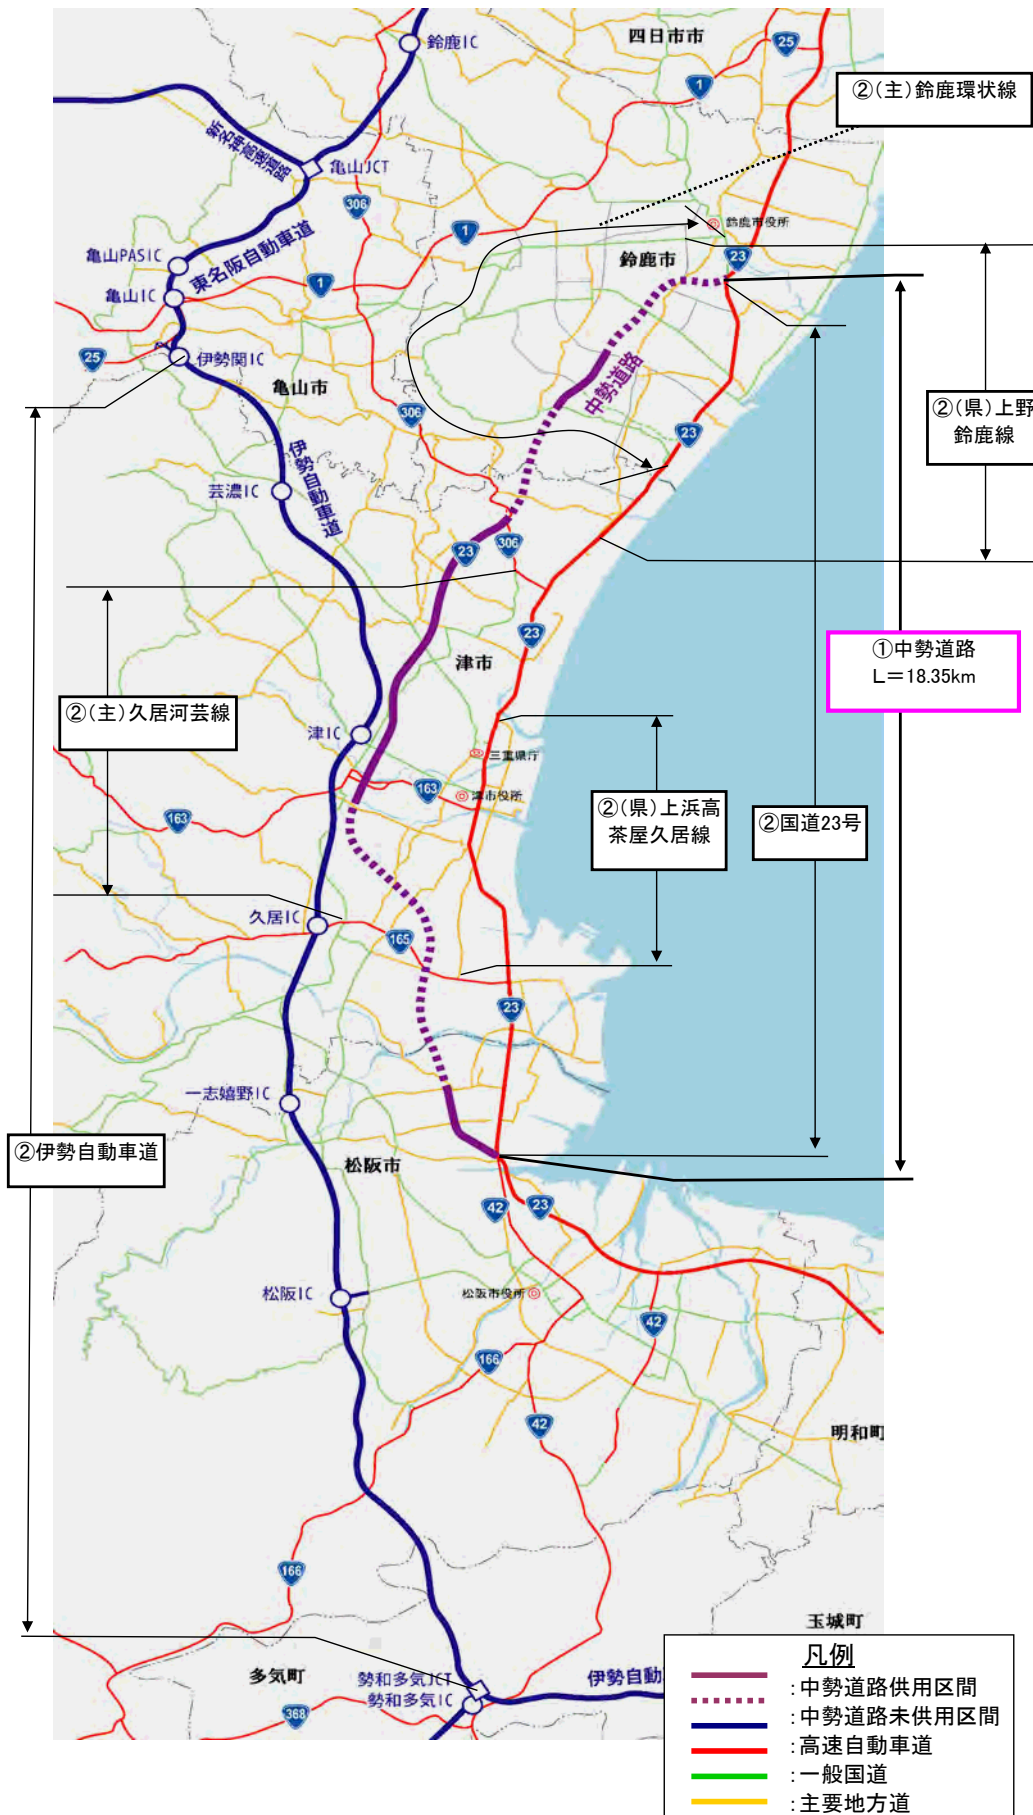 鈴鹿IC
四日市市
25
1
②(主)鈴鹿環状線
新名神高速道路
亀山JCT
306
1
鈴鹿市役所
亀山PASIC
東名阪自動車道
鈴鹿市
23
亀山IC
1
②(県)上野
鈴鹿線
25
伊勢関IC
亀山市
中勢道路
306
23
伊勢自動車道
芸濃IC
23
306
23
津市
①中勢道路
L=18.35km
②(主)久居河芸線
津IC
三重県庁
163
津市役所
163
②(県)上浜高
茶屋久居線
②国道23号
久居IC
165
23
一志嬉野IC
②伊勢自動車道
松阪市
42
23
松阪IC
松阪市役所
42
166
42
明和町
166
玉城町
多気町
勢和多気JCT
勢和多気IC
伊勢自動
368
凡例
:中勢道路供用区間
:中勢道路未供用区間
:高速自動車道
:一般国道
:主要地方道